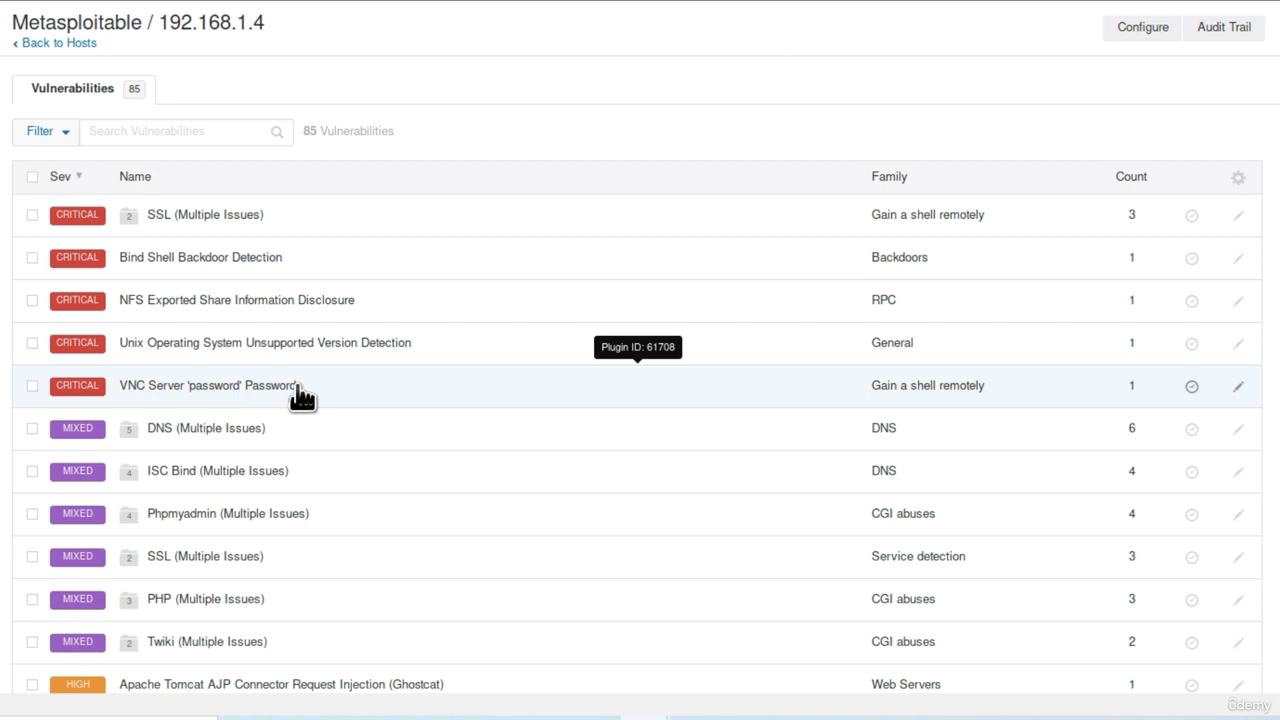 Metasploitable / 192.168.1.4
Configure
Audit Trail
‹ Back to Hosts
Vulnerabilities 85
Filter
Search Vulnerabilities
85 Vulnerabilities
Sev Name Family Count
CRITICAL 2 SSL (Multiple Issues) Gain a shell remotely 3
CRITICAL Bind Shell Backdoor Detection Backdoors 1
CRITICAL NFS Exported Share Information Disclosure RPC 1
CRITICAL Unix Operating System Unsupported Version Detection General 1
Plugin ID: 61708
CRITICAL VNC Server 'password' Password Gain a shell remotely 1
MIXED 5 DNS (Multiple Issues) DNS 6
MIXED 4 ISC Bind (Multiple Issues) DNS 4
MIXED 4 Phpmyadmin (Multiple Issues) CGI abuses 4
MIXED 2 SSL (Multiple Issues) Service detection 3
MIXED 3 PHP (Multiple Issues) CGI abuses 3
MIXED 2 Twiki (Multiple Issues) CGI abuses 2
HIGH Apache Tomcat AJP Connector Request Injection (Ghostcat) Web Servers 1
ûdemy